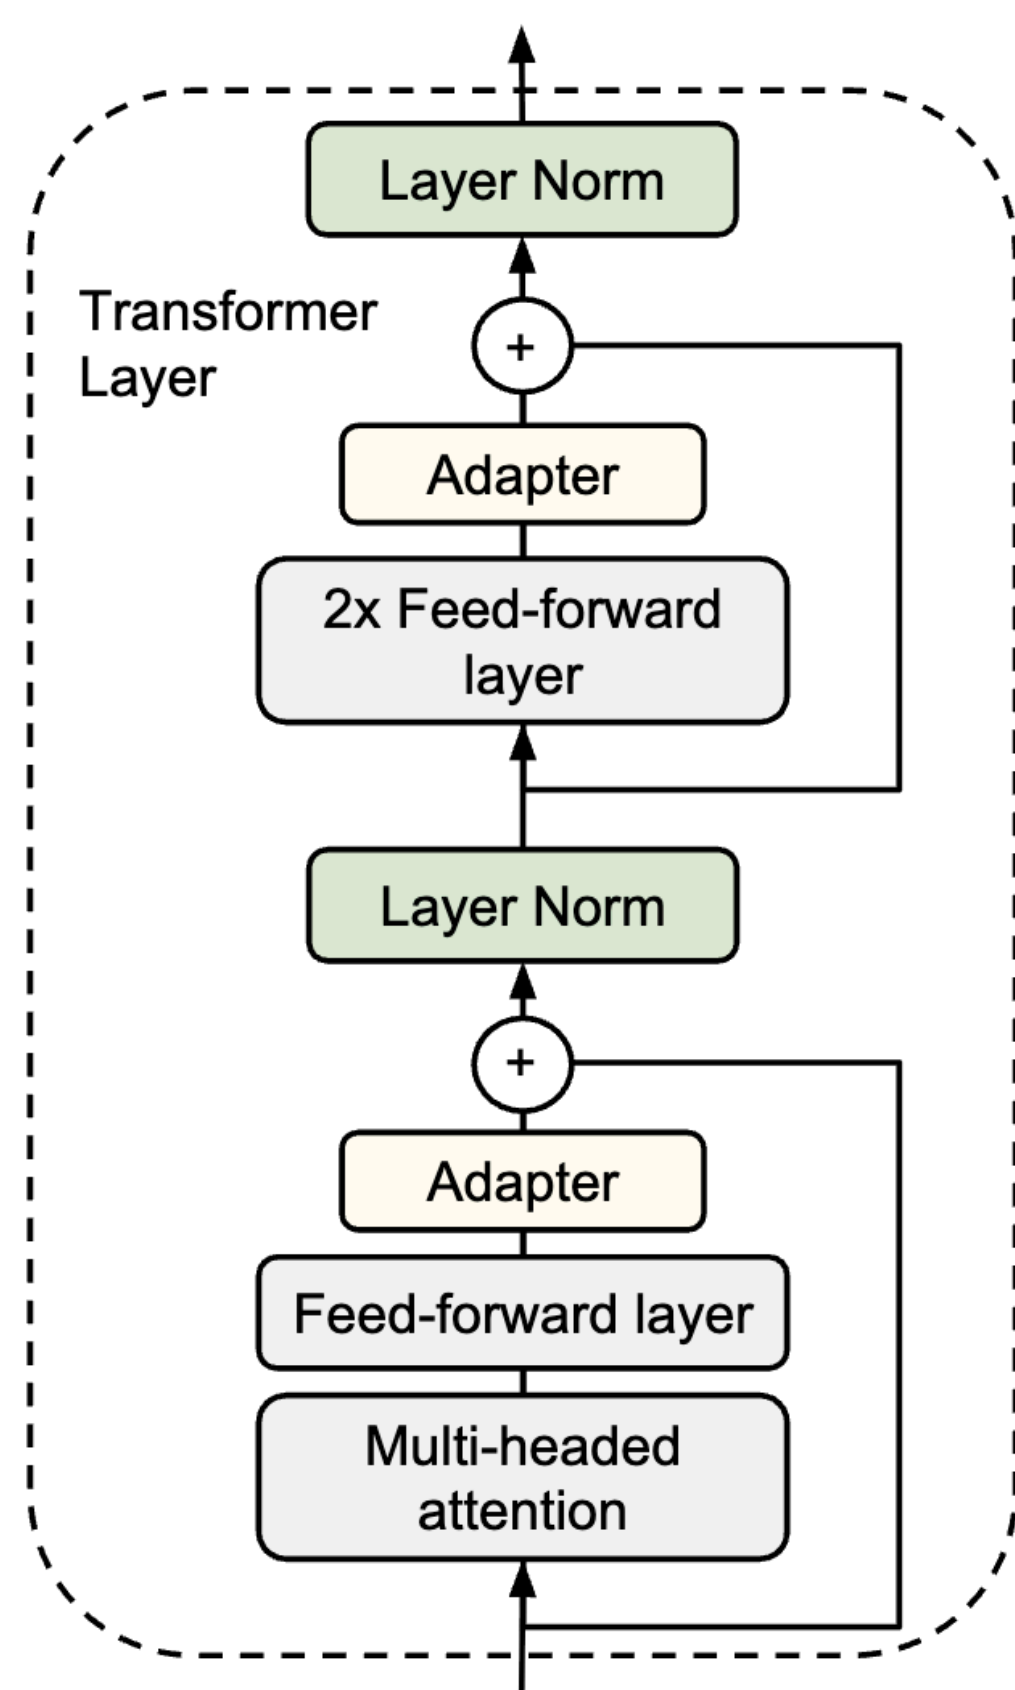 Layer Norm
Transformer
Layer
+
Adapter
2x Feed-forward
layer
Layer Norm
+
Adapter
Feed-forward layer
Multi-headed
attention